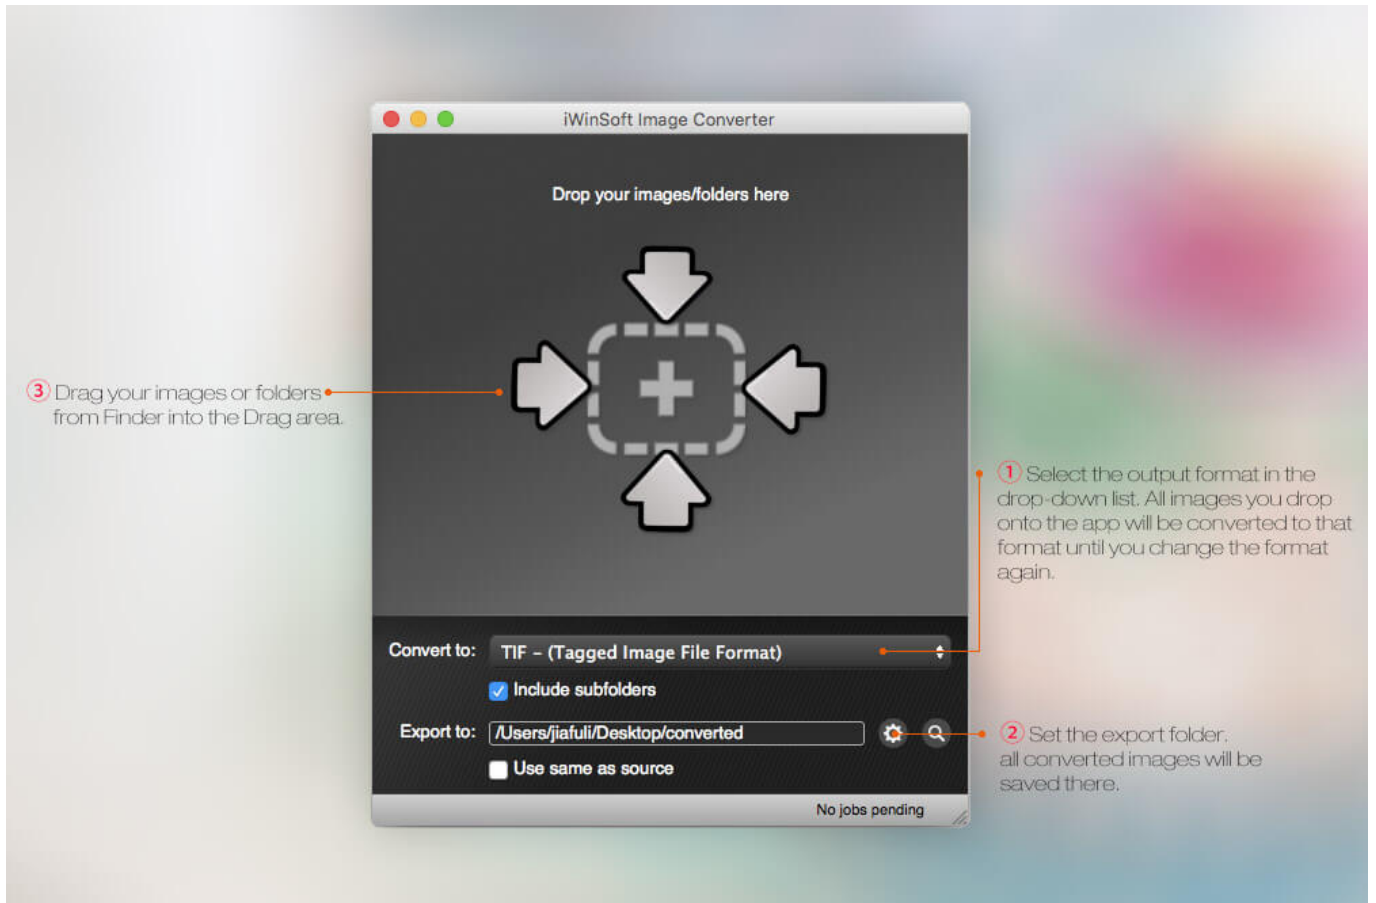 iWinSoft Image Converter
Drop your images/folders here
3 Drag your images or folders
from Finder into the Drag area.
1 Select the output format in the
drop-down list. All images you drop
onto the app will be converted to that
format until you change the format
again.
Convert to: TIF – (Tagged Image File Format)
Include subfolders
Export to: /Users/jiafuli/Desktop/converted
Use same as source
2 Set the export folder.
all converted images will be
saved there.
No jobs pending